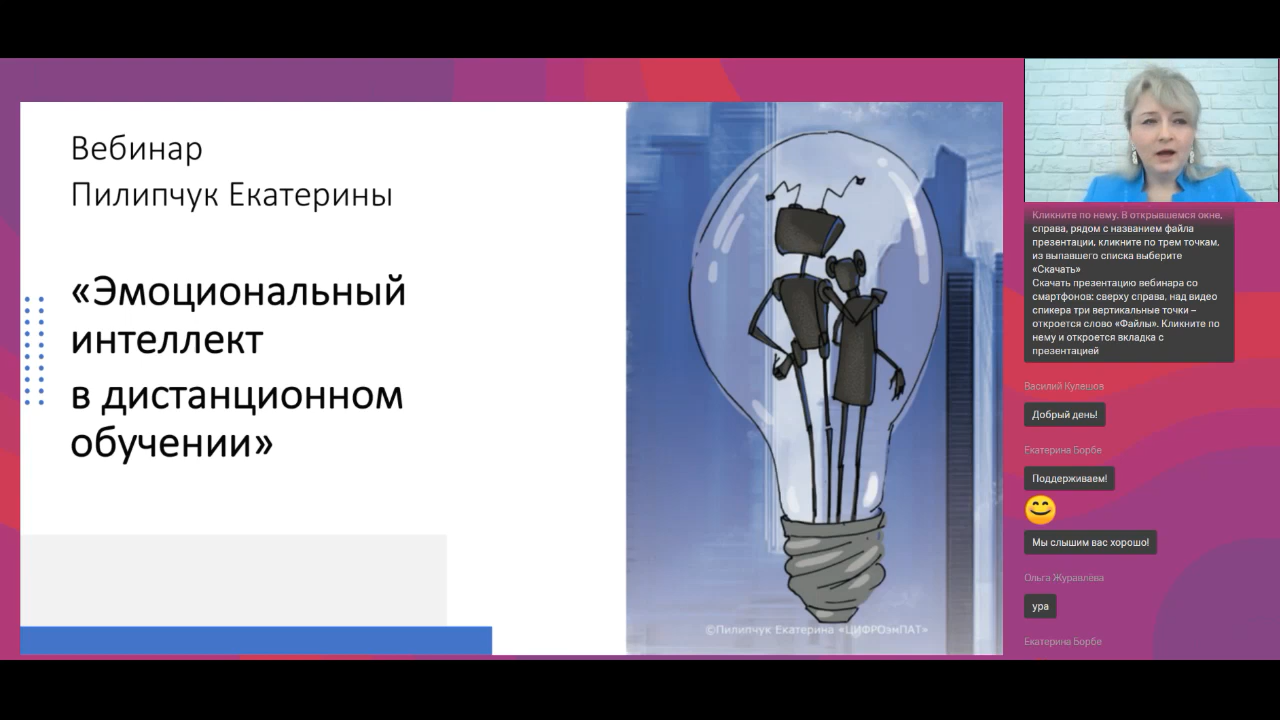 Вебинар
Пилипчук Екатерины
«Эмоциональный
интеллект
в дистанционном
обучении»
©Пилипчук Екатерина «ЦИФРОэмПАТ»
Кликните по нему. В открывшемся окне,
справа, рядом с названием файла
презентации, кликните по трем точкам,
из выпавшего списка выберите
«Скачать»
Скачать презентацию вебинара со
смартфонов: сверху справа, над видео
спикера три вертикальные точки –
откроется слово «Файлы». Кликните по
нему и откроется вкладка с
презентацией
Василий Кулешов
Добрый день!
Екатерина Борбе
Поддерживаем!
Мы слышим вас хорошо!
Ольга Журавлёва
ура
Екатерина Борбе